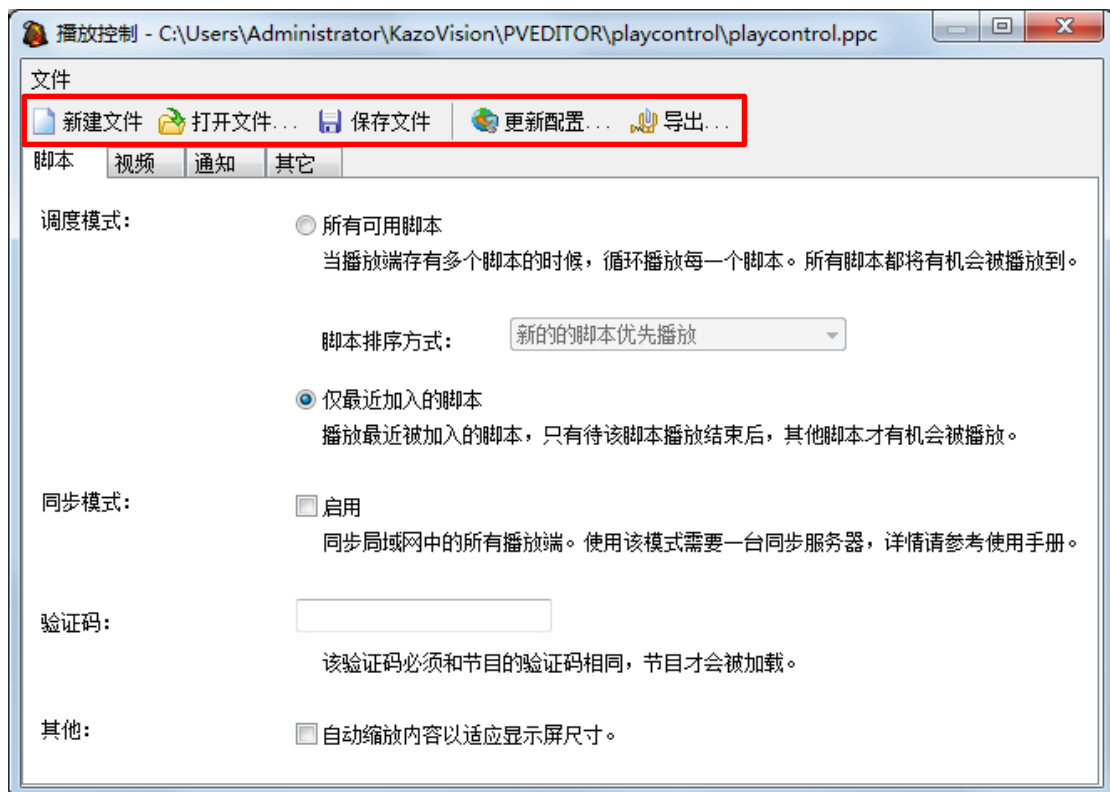 播放控制 - C:\Users\Administrator\KazoVision\PVEDITOR\playcontrol\playcontrol.ppc
文件
新建文件 打开文件... 保存文件 更新配置... 导出...
脚本 视频 通知 其它
调度模式: 所有可用脚本
当播放端存有多个脚本的时候，循环播放每一个脚本。所有脚本都将有机会被播放到。
脚本排序方式: 新的的脚本优先播放
仅最近加入的脚本
播放最近被加入的脚本，只有待该脚本播放结束后，其他脚本才有机会被播放。
同步模式: 启用
同步局域网中的所有播放端。使用该模式需要一台同步服务器，详情请参考使用手册。
验证码:
该验证码必须和节目的验证码相同，节目才会被加载。
其他: 自动缩放内容以适应显示屏尺寸。